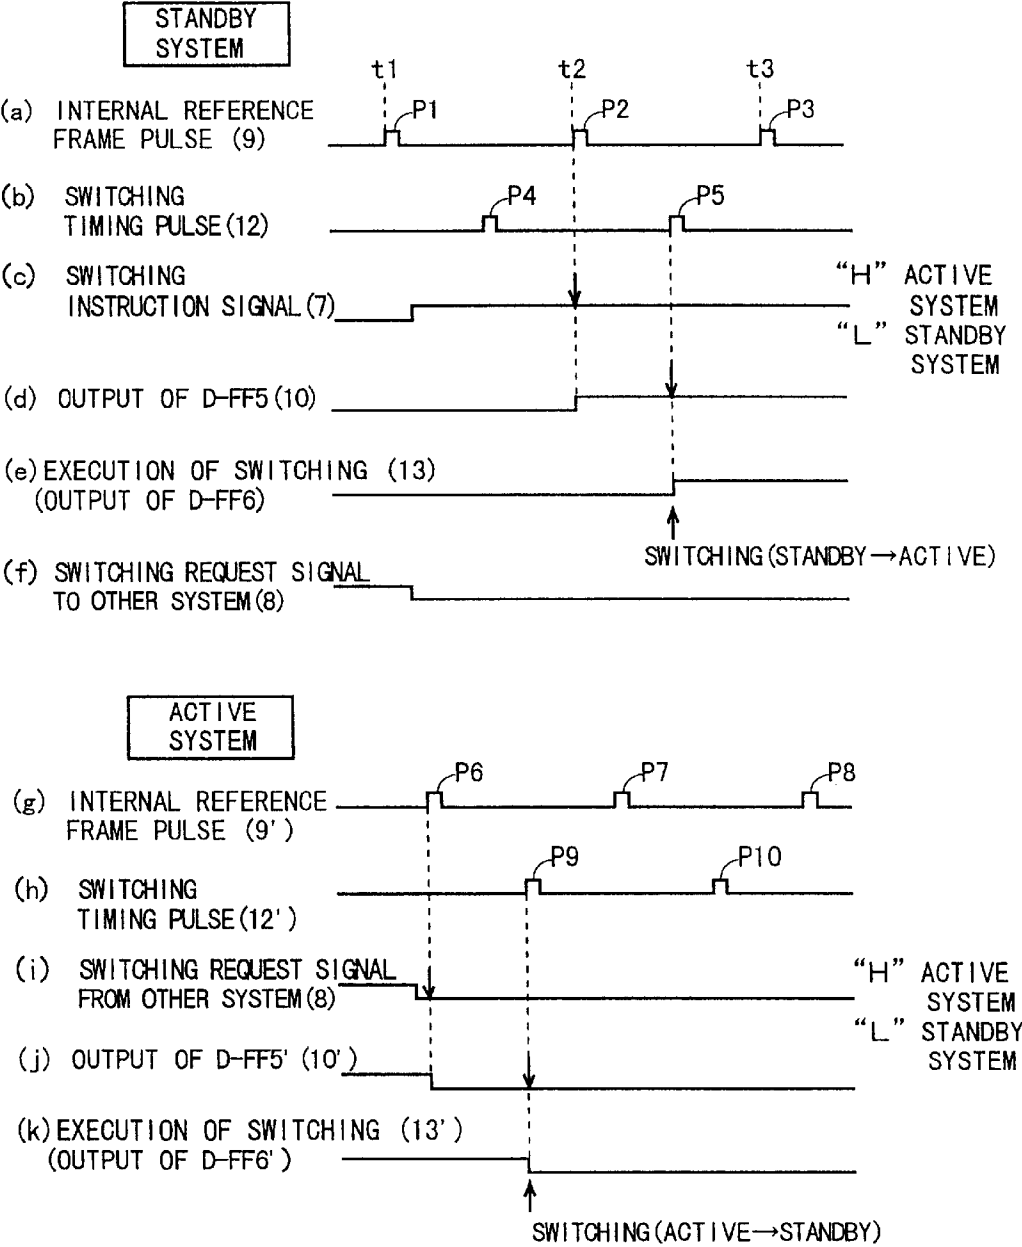 STANDBY
SYSTEM
t1 t2 t3
(a) INTERNAL REFERENCE
FRAME PULSE (9)
P1 P2 P3
(b) SWITCHING
TIMING PULSE(12)
P4 P5
(c) SWITCHING
INSTRUCTION SIGNAL(7)
“H” ACTIVE
SYSTEM
“L” STANDBY
SYSTEM
(d) OUTPUT OF D-FF5(10)
(e) EXECUTION OF SWITCHING (13)
(OUTPUT OF D-FF6)
SWITCHING(STANDBY→ACTIVE)
(f) SWITCHING REQUEST SIGNAL
TO OTHER SYSTEM(8)
ACTIVE
SYSTEM
(g) INTERNAL REFERENCE
FRAME PULSE (9')
P6 P7 P8
(h) SWITCHING
TIMING PULSE(12')
P9 P10
(i) SWITCHING REQUEST SIGNAL
FROM OTHER SYSTEM(8)
“H” ACTIVE
SYSTEM
“L” STANDBY
SYSTEM
(j) OUTPUT OF D-FF5' (10')
(k) EXECUTION OF SWITCHING (13')
(OUTPUT OF D-FF6')
SWITCHING(ACTIVE→STANDBY)